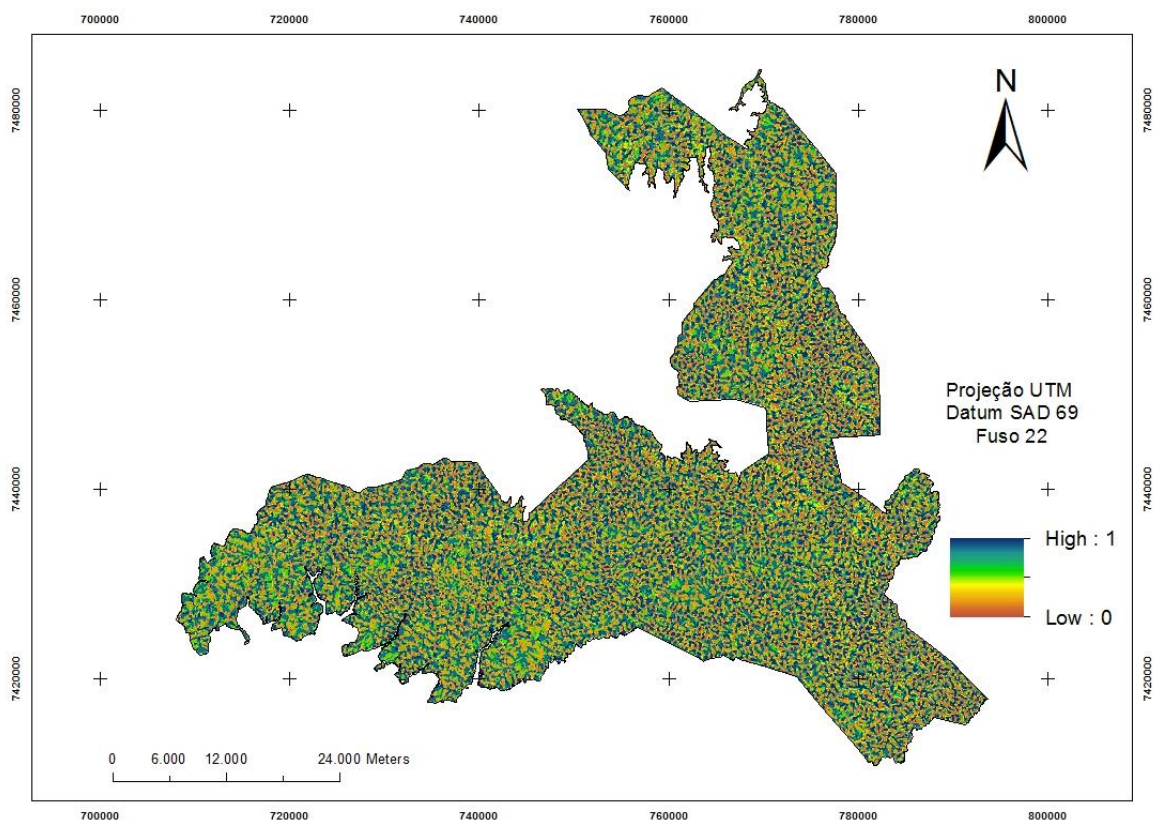 700000 720000 740000 760000 780000 800000
7480000 7480000
N
7460000 7460000
Projeção UTM
Datum SAD 69
Fuso 22
7440000 7440000
High : 1
Low : 0
7420000 7420000
0 6.000 12.000 24.000 Meters
700000 720000 740000 760000 780000 800000